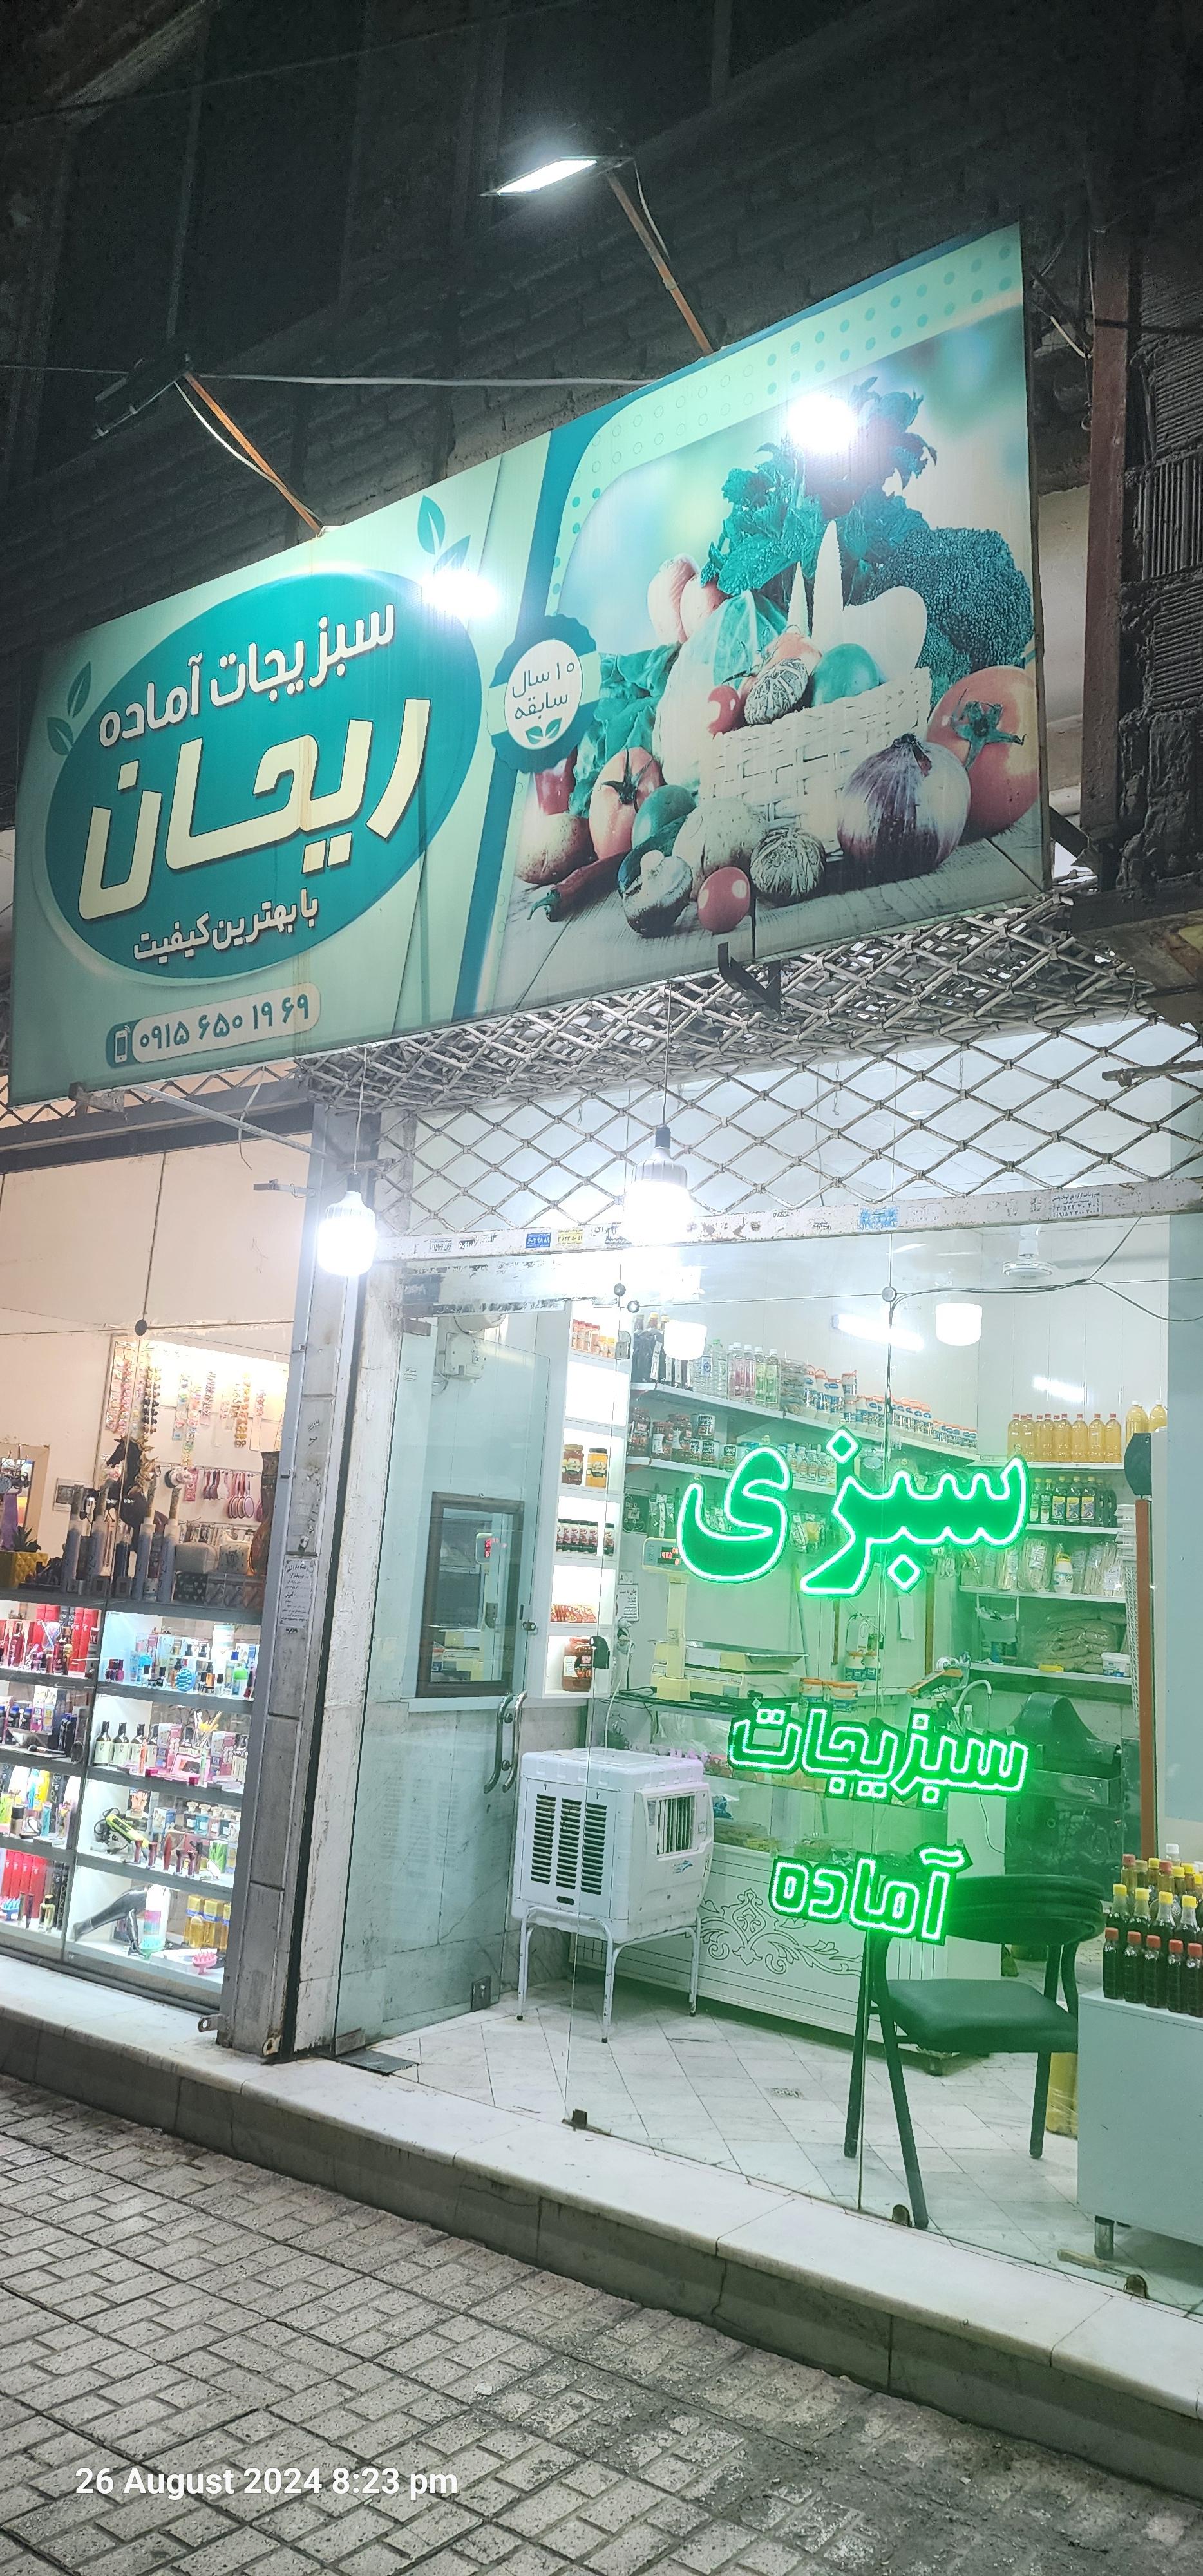 سبزیجات آماده
ریحان
با بهترین کیفیت
۰۹۱۵ ۶۵۰ ۱۹ ۶۹
۱۰ سال
سابقه
سبزی
سبزیجات
آماده
26 August 2024 8:23 pm